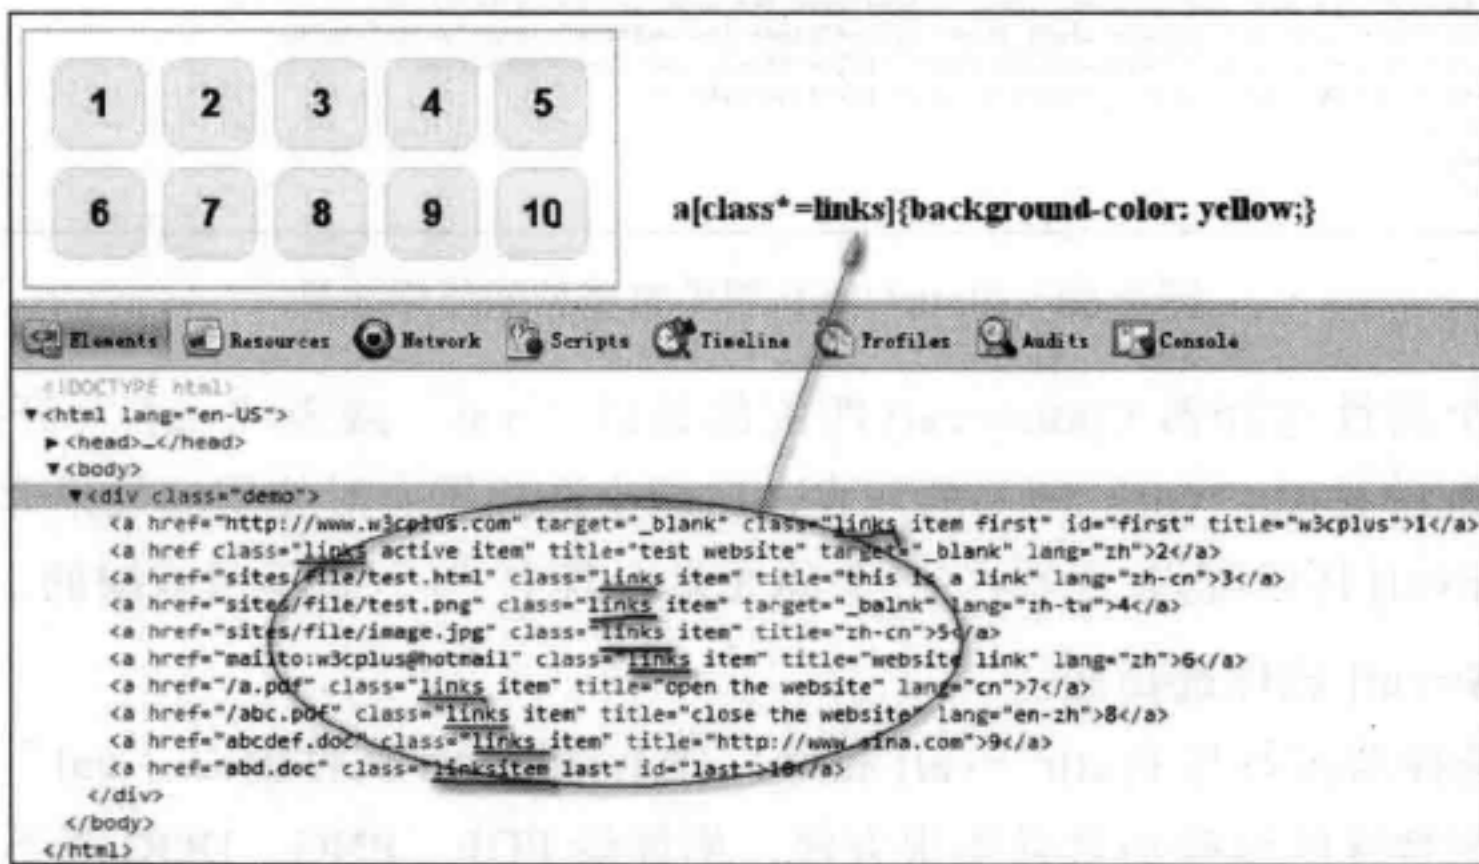 1 2 3 4 5
6 7 8 9 10
a[class*=links]{background-color: yellow;}
Elements Resources Network Scripts Timeline Profiles Audits Console
<!DOCTYPE html>
▼<html lang="en-US">
▶<head>…</head>
▼<body>
▼<div class="demo">
<a href="http://www.w3cplus.com" target="_blank" class="links item first" id="first" title="w3cplus">1</a>
<a href class="links active item" title="test website" target="_blank" lang="zh">2</a>
<a href="sites/file/test.html" class="links item" title="this is a link" lang="zh-cn">3</a>
<a href="sites/file/test.png" class="links item" target="_balnk" lang="zh-tw">4</a>
<a href="sites/file/image.jpg" class="links item" title="zh-cn">5</a>
<a href="mailto:w3cplus@hotmail" class="links item" title="website link" lang="zh">6</a>
<a href="/a.pdf" class="links item" title="open the website" lang="cn">7</a>
<a href="/abc.pdf" class="links item" title="close the website" lang="en-zh">8</a>
<a href="abcdef.doc" class="links item" title="http://www.sina.com">9</a>
<a href="abd.doc" class="linksitem last" id="last">10</a>
</div>
</body>
</html>